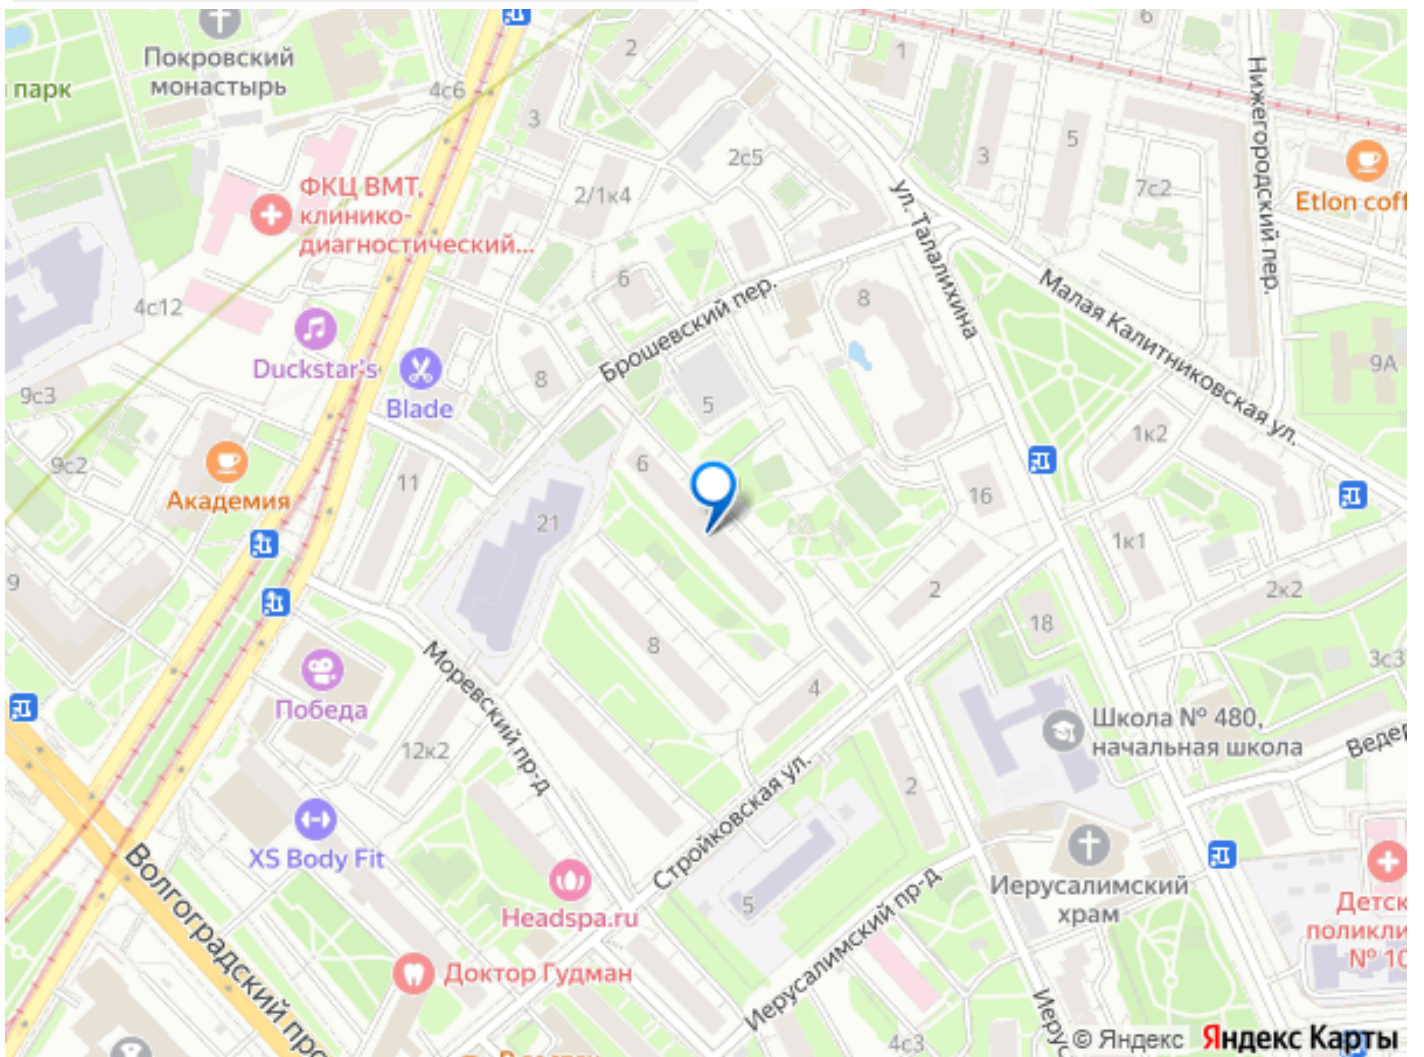 Покровский
монастырь
парк
4с6
2
3
1
6
5
3
2с5
2/1к4
7с2
Нижегородский пер.
Etlon coff
ФКЦ ВМТ,
клинико-
диагностический...
ул. Талалихина
4с12
6
8
Малая Калитниковская ул.
Duckstar's
Брошевский пер.
Blade
8
5
9А
9с3
9с2
Академия
11
6
21
16
1к2
1к1
9
2
2к2
18
3с3
8
4
Моревский пр-д
Победа
12к2
Школа № 480,
начальная школа
Ведер
2
Стройковская ул.
XS Body Fit
Волгоградский про
Headspa.ru
5
Иерусалимский
храм
Детск
поликли
№ 10
Доктор Гудман
Иерусалимский пр-д
Иерус
4с3
© Яндекс Яндекс Карты